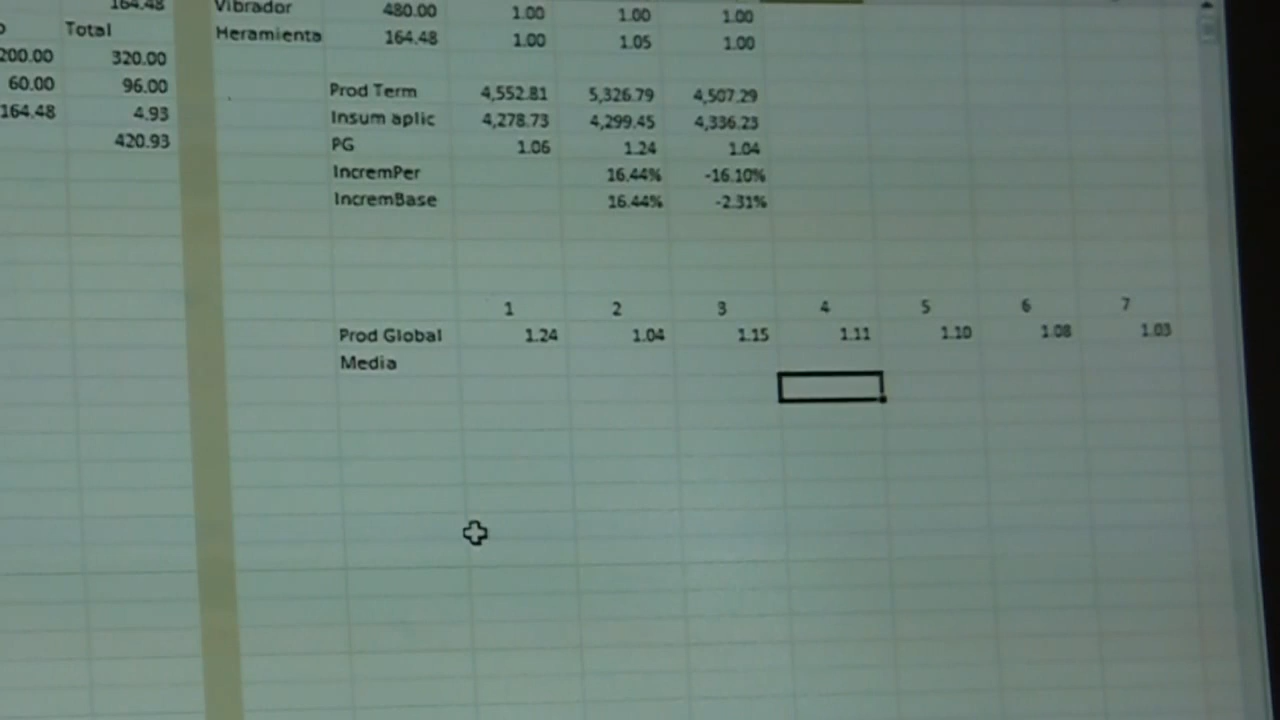 164.48
Total
200.00 320.00
60.00 96.00
164.48 4.93
420.93
Vibrador 480.00 1.00 1.00 1.00
Heramienta 164.48 1.00 1.05 1.00
Prod Term 4,552.81 5,326.79 4,507.29
Insum aplic 4,278.73 4,299.45 4,336.23
PG 1.06 1.24 1.04
IncremPer 16.44% -16.10%
IncremBase 16.44% -2.31%
1 2 3 4 5 6 7
Prod Global 1.24 1.04 1.15 1.11 1.10 1.08 1.03
Media